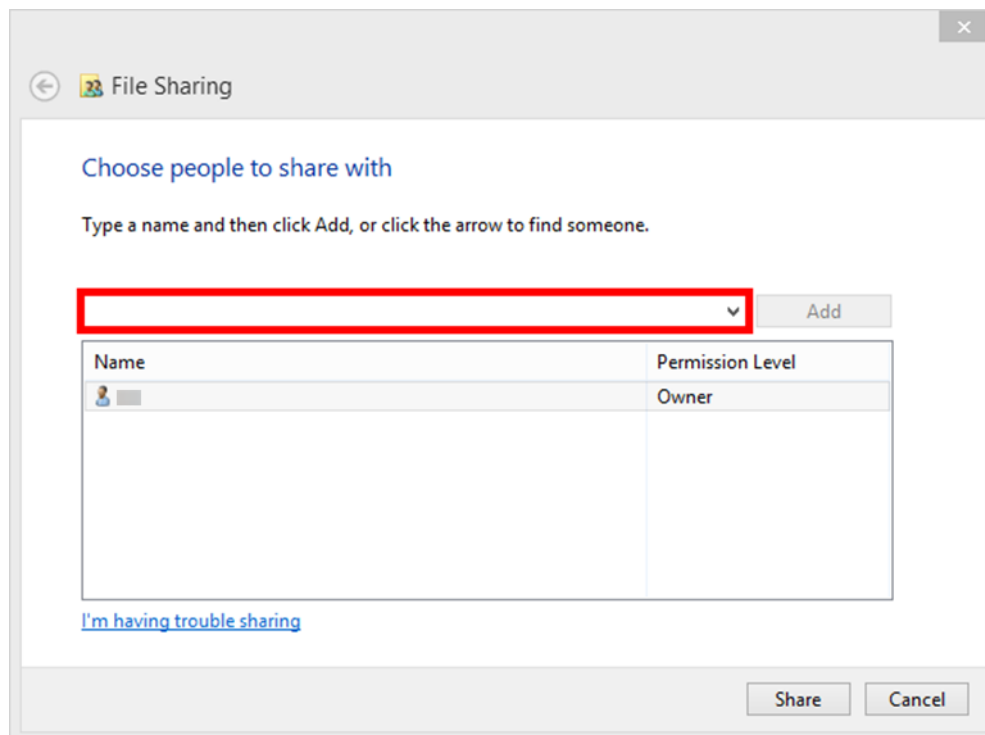 File Sharing
Choose people to share with
Type a name and then click Add, or click the arrow to find someone.
Add
Name Permission Level
Owner
I'm having trouble sharing
Share Cancel